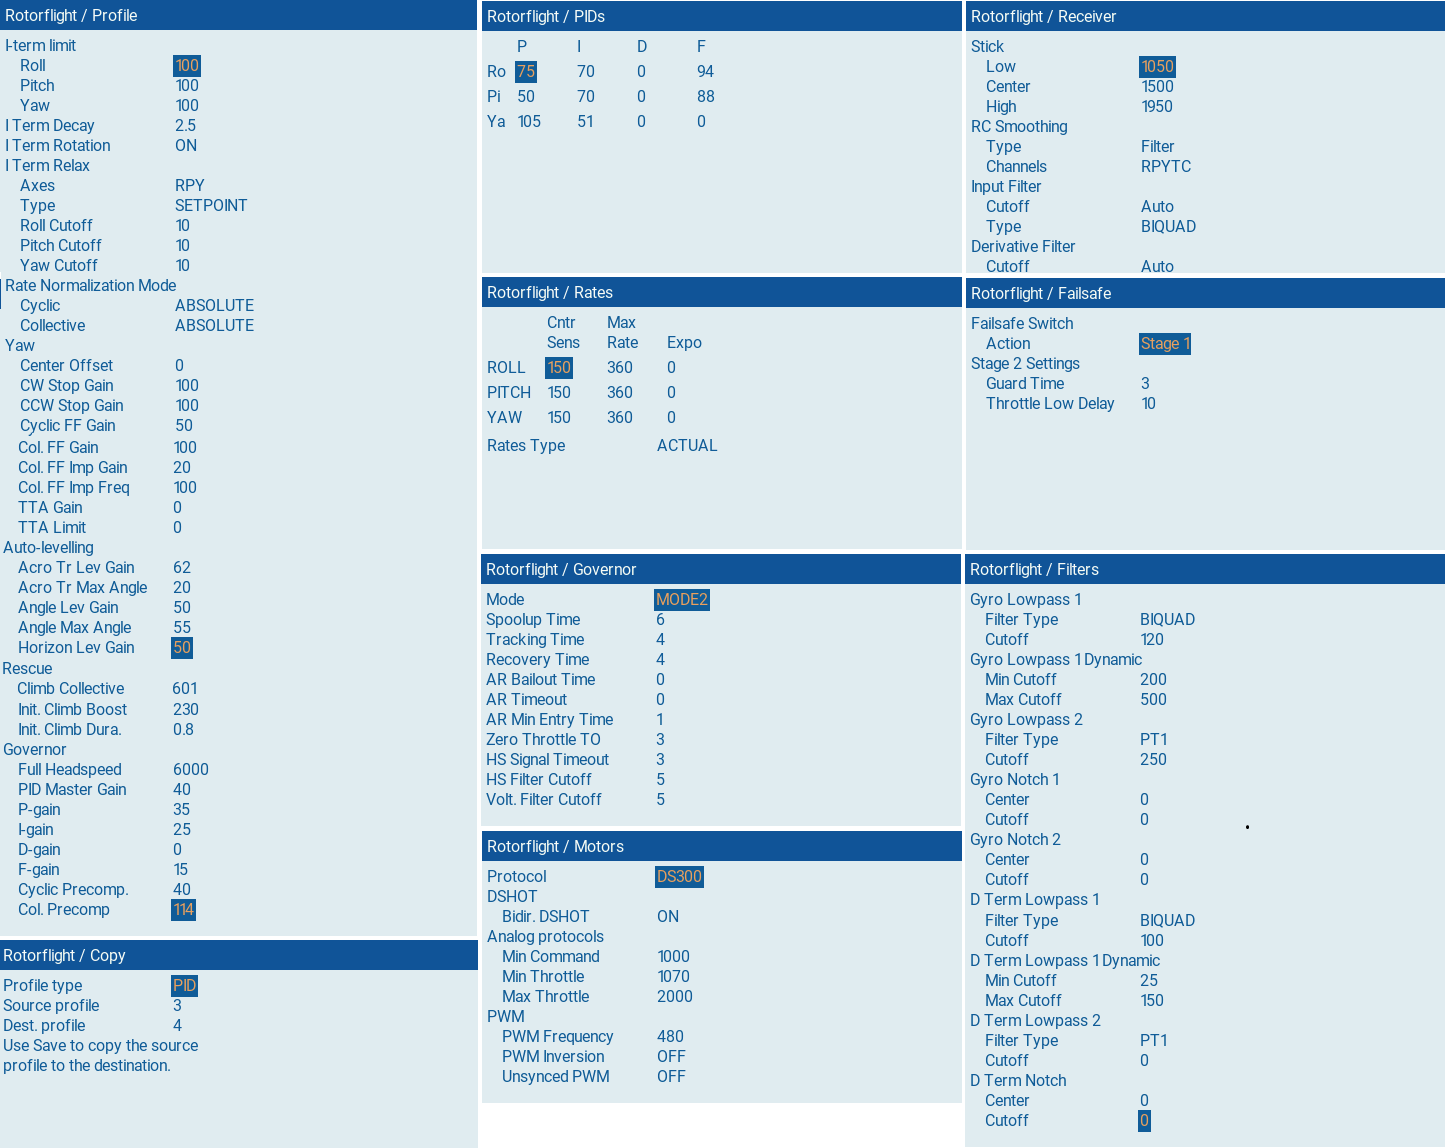 Rotorflight / Profile
I-term limit
Roll 100
Pitch 100
Yaw 100
I Term Decay 2.5
I Term Rotation ON
I Term Relax
Axes RPY
Type SETPOINT
Roll Cutoff 10
Pitch Cutoff 10
Yaw Cutoff 10
Rate Normalization Mode
Cyclic ABSOLUTE
Collective ABSOLUTE
Yaw
Center Offset 0
CW Stop Gain 100
CCW Stop Gain 100
Cyclic FF Gain 50
Col. FF Gain 100
Col. FF Imp Gain 20
Col. FF Imp Freq 100
TTA Gain 0
TTA Limit 0
Auto-levelling
Acro Tr Lev Gain 62
Acro Tr Max Angle 20
Angle Lev Gain 50
Angle Max Angle 55
Horizon Lev Gain 50
Rescue
Climb Collective 601
Init. Climb Boost 230
Init. Climb Dura. 0.8
Governor
Full Headspeed 6000
PID Master Gain 40
P-gain 35
I-gain 25
D-gain 0
F-gain 15
Cyclic Precomp. 40
Col. Precomp 114
Rotorflight / Copy
Profile type PID
Source profile 3
Dest. profile 4
Use Save to copy the source
profile to the destination.
Rotorflight / PIDs
P I D F
Ro 75 70 0 94
Pi 50 70 0 88
Ya 105 51 0 0
Rotorflight / Rates
Cntr Max
Sens Rate Expo
ROLL 150 360 0
PITCH 150 360 0
YAW 150 360 0
Rates Type ACTUAL
Rotorflight / Governor
Mode MODE2
Spoolup Time 6
Tracking Time 4
Recovery Time 4
AR Bailout Time 0
AR Timeout 0
AR Min Entry Time 1
Zero Throttle TO 3
HS Signal Timeout 3
HS Filter Cutoff 5
Volt. Filter Cutoff 5
Rotorflight / Motors
Protocol DS300
DSHOT
Bidir. DSHOT ON
Analog protocols
Min Command 1000
Min Throttle 1070
Max Throttle 2000
PWM
PWM Frequency 480
PWM Inversion OFF
Unsynced PWM OFF
Rotorflight / Receiver
Stick
Low 1050
Center 1500
High 1950
RC Smoothing
Type Filter
Channels RPYTC
Input Filter
Cutoff Auto
Type BIQUAD
Derivative Filter
Cutoff Auto
Rotorflight / Failsafe
Failsafe Switch
Action Stage 1
Stage 2 Settings
Guard Time 3
Throttle Low Delay 10
Rotorflight / Filters
Gyro Lowpass 1
Filter Type BIQUAD
Cutoff 120
Gyro Lowpass 1 Dynamic
Min Cutoff 200
Max Cutoff 500
Gyro Lowpass 2
Filter Type PT1
Cutoff 250
Gyro Notch 1
Center 0
Cutoff 0
Gyro Notch 2
Center 0
Cutoff 0
D Term Lowpass 1
Filter Type BIQUAD
Cutoff 100
D Term Lowpass 1 Dynamic
Min Cutoff 25
Max Cutoff 150
D Term Lowpass 2
Filter Type PT1
Cutoff 0
D Term Notch
Center 0
Cutoff 0